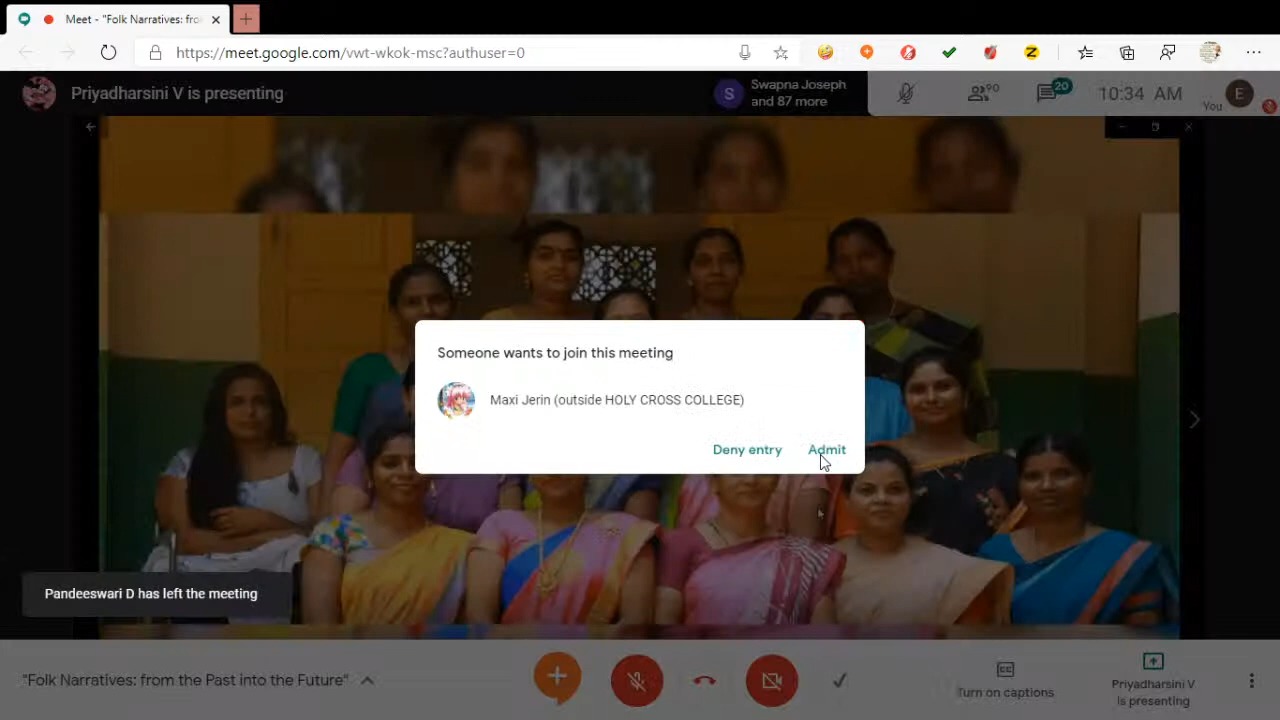 Meet - "Folk Narratives: fro
https://meet.google.com/vwt-wkok-msc?authuser=0
Priyadharsini V is presenting
S
Swapna Joseph
and 87 more
90
20
10:34 AM
You
E
Someone wants to join this meeting
Maxi Jerin (outside HOLY CROSS COLLEGE)
Deny entry
Admit
Pandeeswari D has left the meeting
"Folk Narratives: from the Past into the Future"
CC
Turn on captions
Priyadharsini V
is presenting